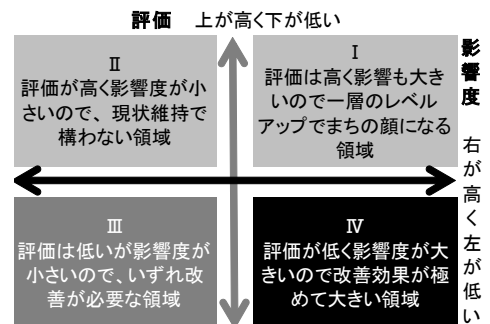 評価 上が高く下が低い
Ⅱ
評価が高く影響度が小
さいので、現状維持で
構わない領域
Ⅰ
評価は高く影響も大き
いので一層のレベル
アップでまちの顔になる
領域
影響度 右が高く左が低い
Ⅲ
評価は低いが影響度が
小さいので、いずれ改
善が必要な領域
Ⅳ
評価が低く影響度が大
きいので改善効果が極
めて大きい領域